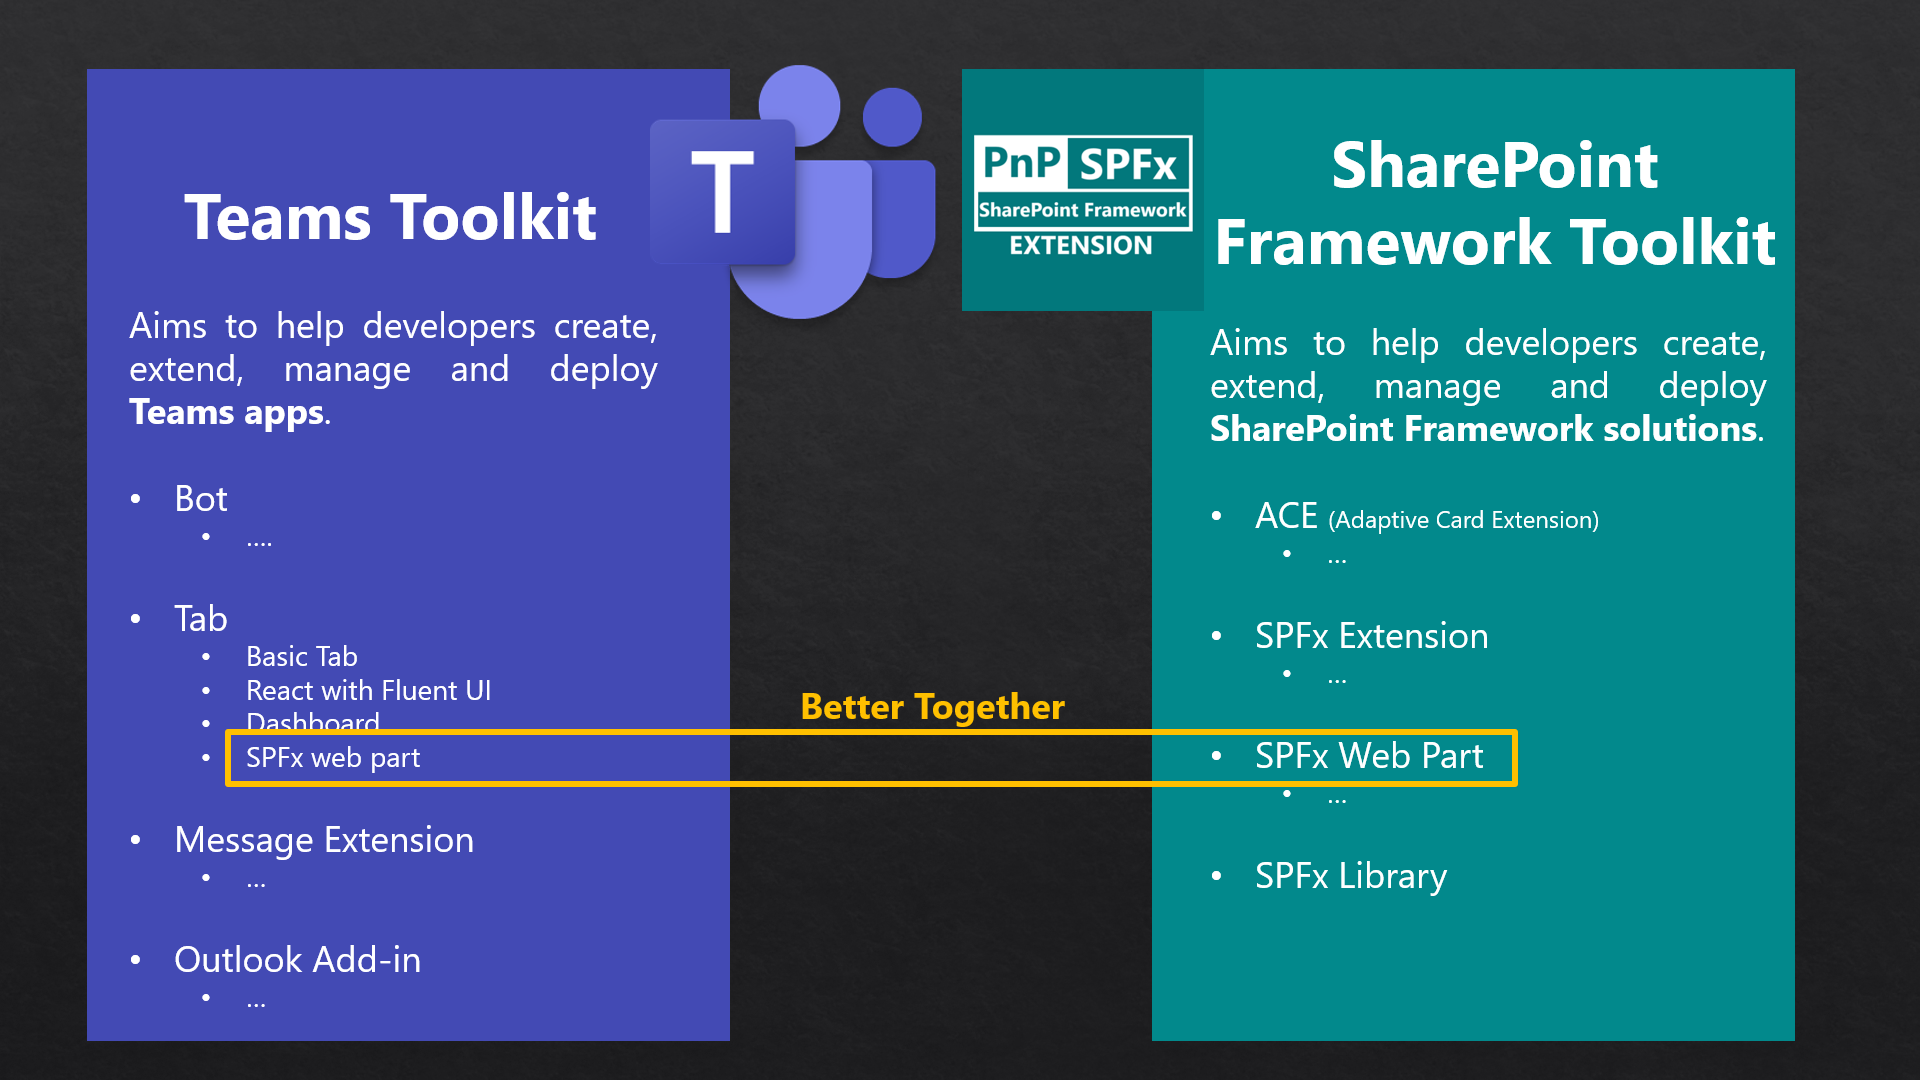 Teams Toolkit
Aims to help developers create,
extend, manage and deploy
Teams apps.
• Bot
• ....
• Tab
• Basic Tab
• React with Fluent UI
• Dashboard
• SPFx web part
• Message Extension
• ...
• Outlook Add-in
• ...
T
Better Together
PnP SPFx
SharePoint Framework
EXTENSION
SharePoint
Framework Toolkit
Aims to help developers create,
extend, manage and deploy
SharePoint Framework solutions.
• ACE (Adaptive Card Extension)
• ...
• SPFx Extension
• ...
• SPFx Web Part
• ...
• SPFx Library